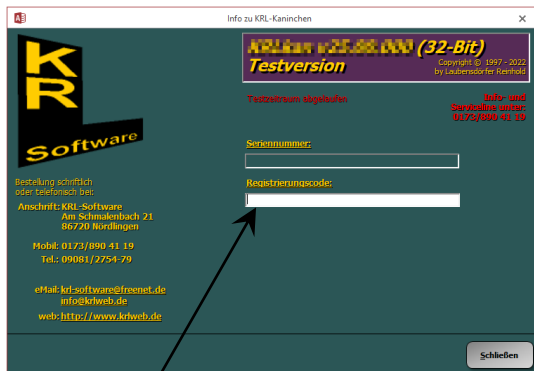 Info zu KRL-Kaninchen
KR
Software
(32-Bit)
Testversion
Copyright © 1997 - 2022
by Laubensdörfer Reinhold
Testzeitraum abgelaufen
Info- und
Serviceline unter:
0173/890 41 19
Seriennummer:
Registrierungscode:
Bestellung schriftlich
oder telefonisch bei:
Anschrift: KRL-Software
Am Schmalenbach 21
86720 Nördlingen
Mobil: 0173/890 41 19
Tel.: 09081/2754-79
eMail: krl-software@freenet.de
info@krlweb.de
web: http://www.krlweb.de
Schließen